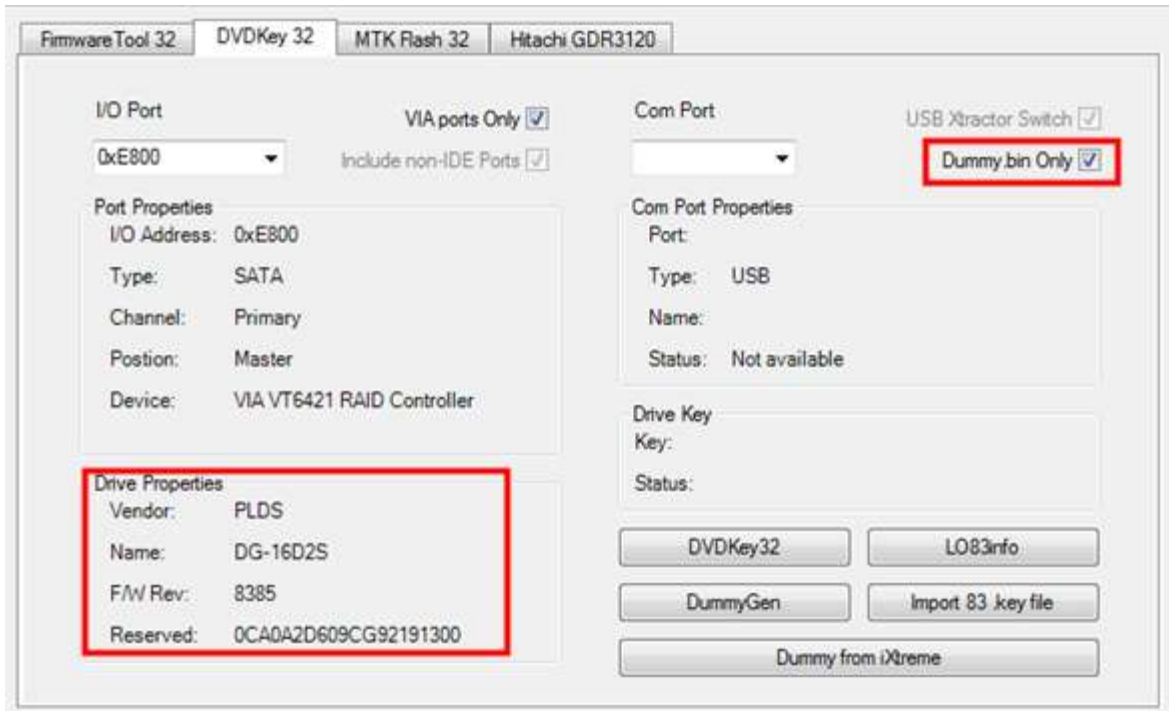 FirmwareTool 32
DVDKey 32
MTK Flash 32
Hitachi GDR3120
I/O Port
VIA ports Only
0xE800
Include non-IDE Ports
Port Properties
I/O Address: 0xE800
Type: SATA
Channel: Primary
Postion: Master
Device: VIA VT6421 RAID Controller
Drive Properties
Vendor: PLDS
Name: DG-16D2S
F/W Rev: 8385
Reserved: 0CA0A2D609CG92191300
Com Port
USB Xtractor Switch
Dummy.bin Only
Com Port Properties
Port:
Type: USB
Name:
Status: Not available
Drive Key
Key:
Status:
DVDKey32
LO83info
DummyGen
Import 83 .key file
Dummy from iXtreme